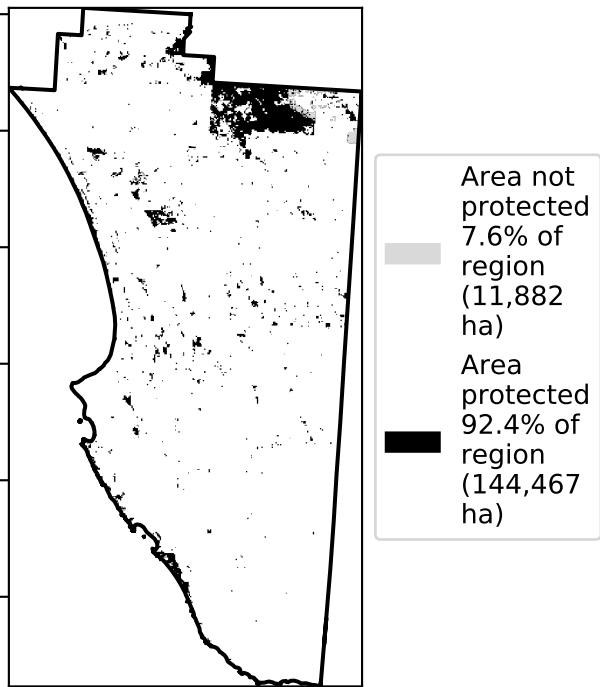 Area not
protected
7.6% of
region
(11,882
ha)
Area
protected
92.4% of
region
(144,467
ha)